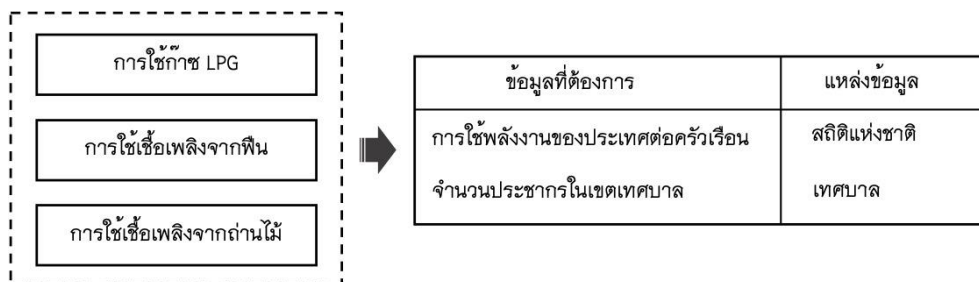 การใช้ก๊าซ LPG
การใช้เชื้อเพลิงจากฟืน
การใช้เชื้อเพลิงจากถ่านไม้
ข้อมูลที่ต้องการ แหล่งข้อมูล
การใช้พลังงานของประเทศต่อครัวเรือน สถิติแห่งชาติ
จำนวนประชากรในเขตเทศบาล เทศบาล